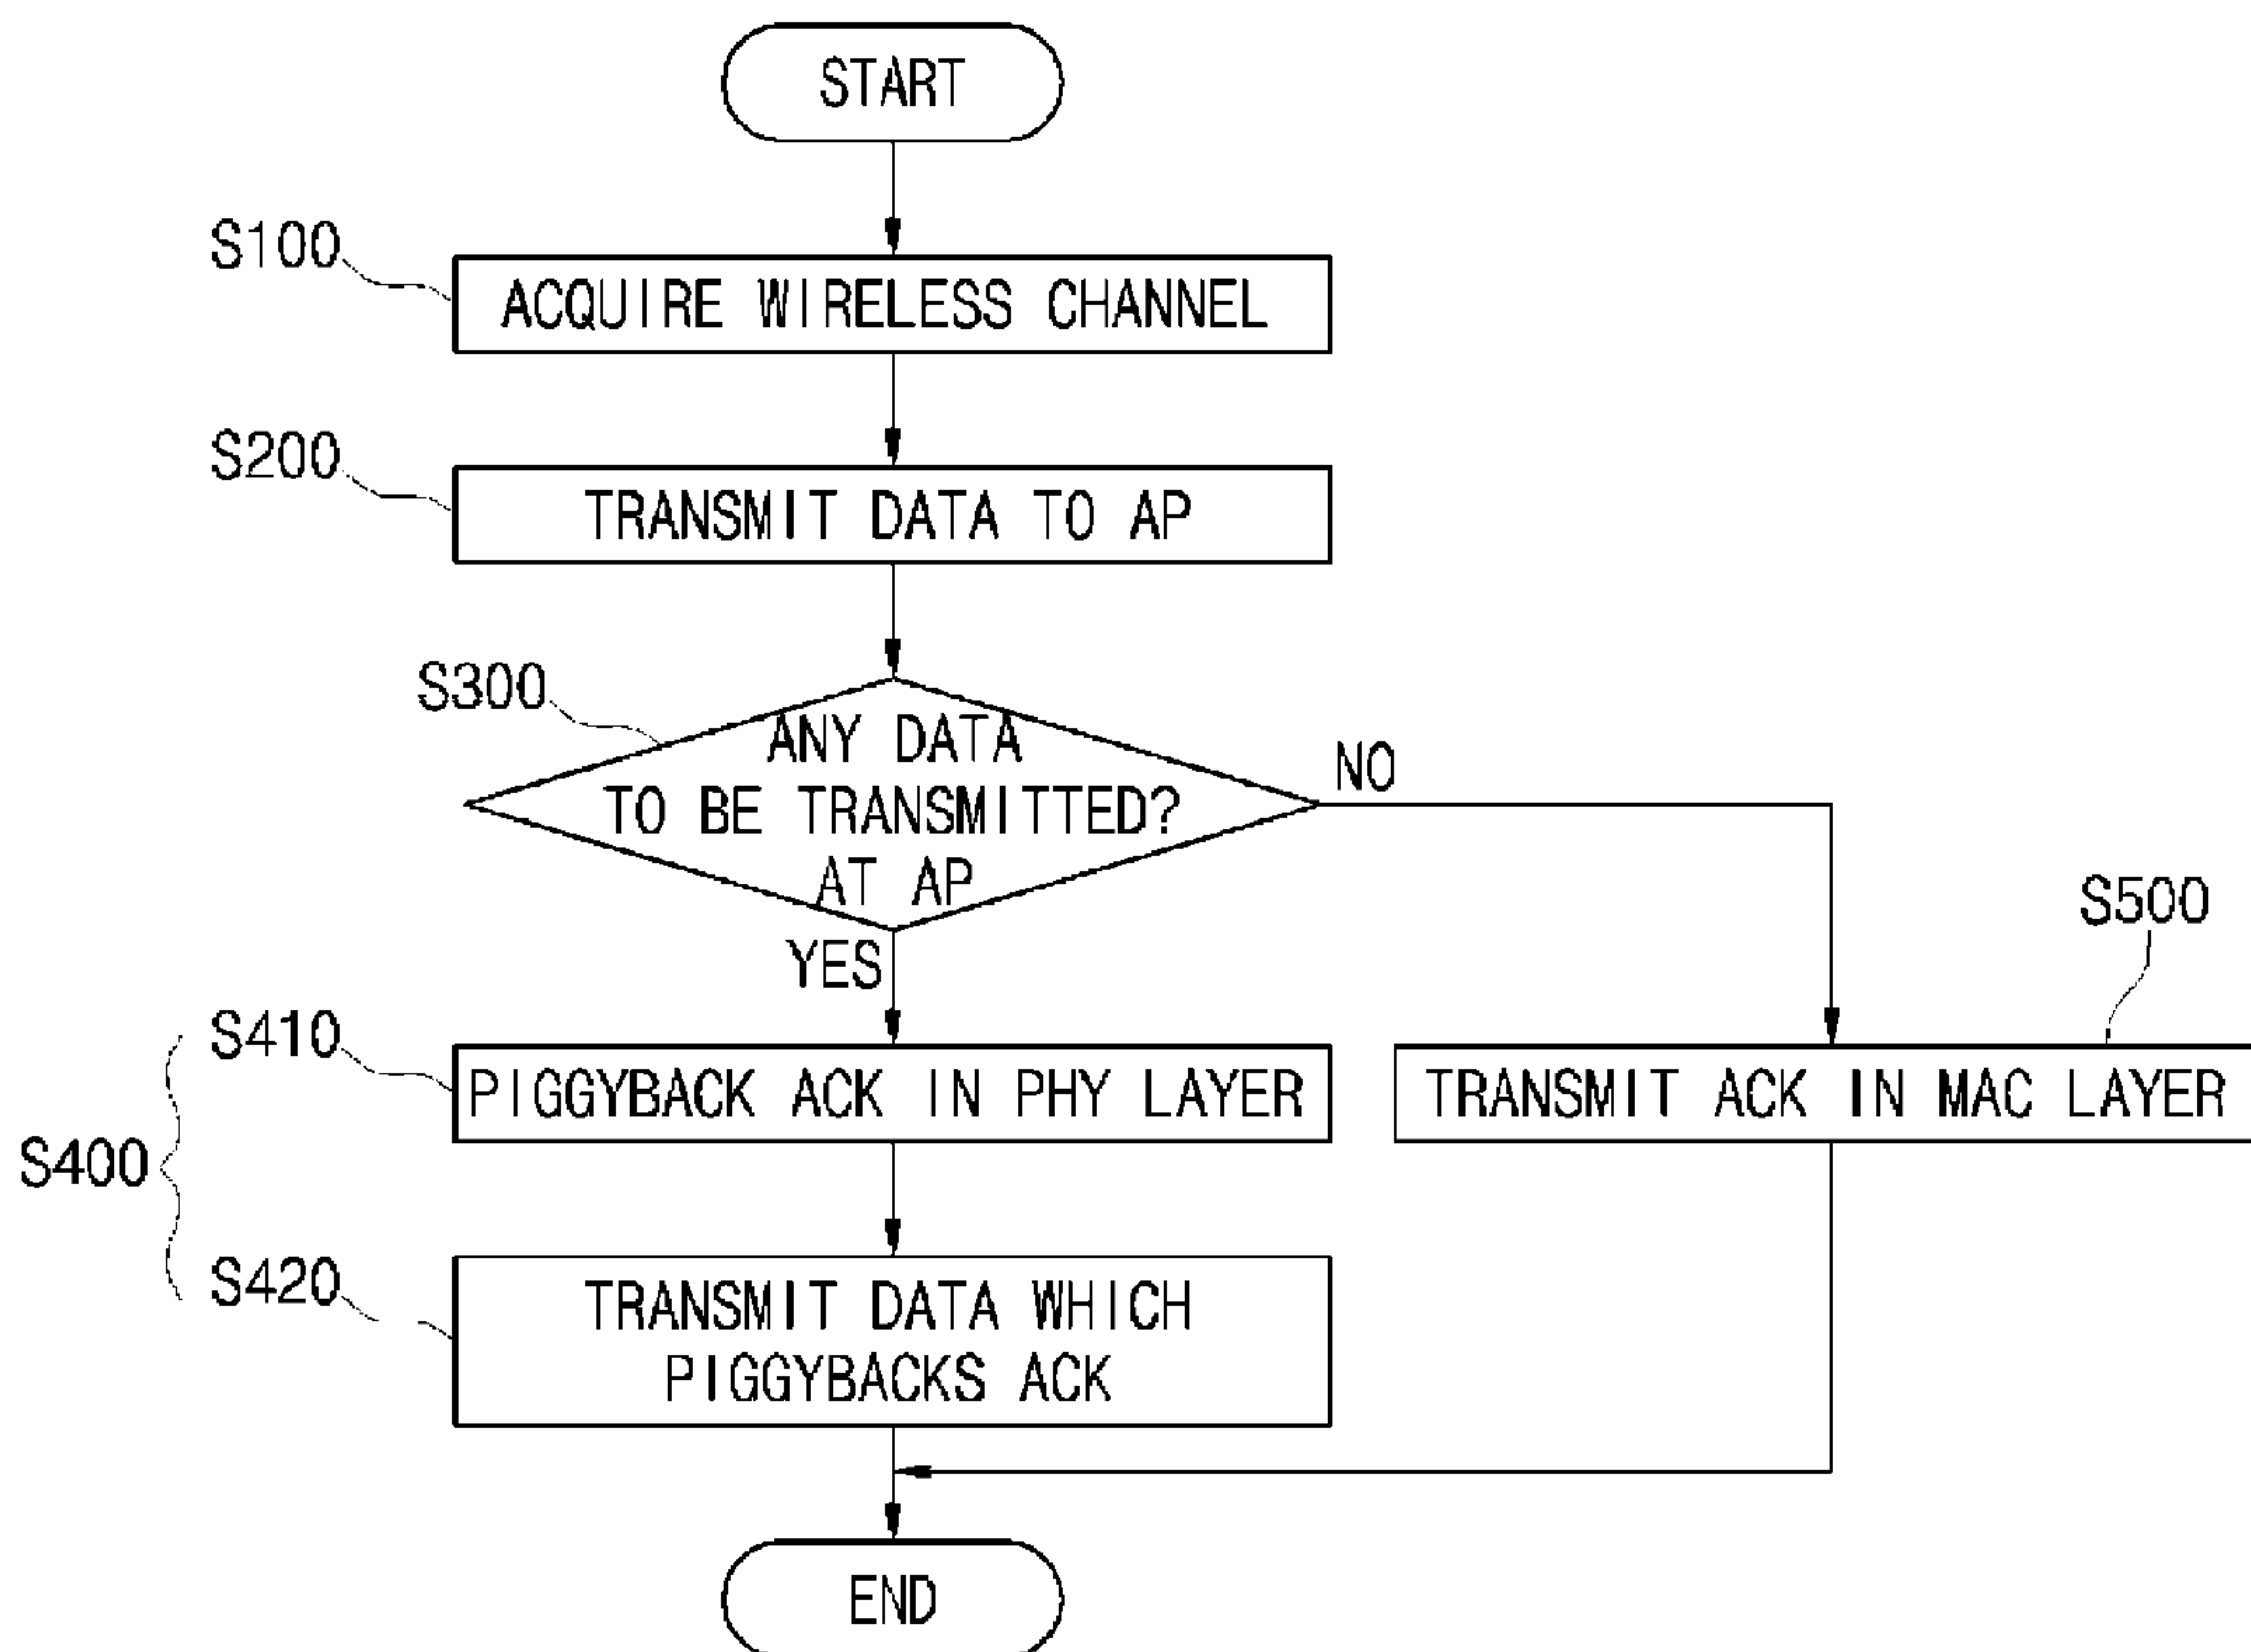 START
S100
ACQUIRE WIRELESS CHANNEL
S200
TRANSMIT DATA TO AP
S300
ANY DATA
TO BE TRANSMITTED?
AT AP
NO
YES
S500
S400
S410
PIGGYBACK ACK IN PHY LAYER
TRANSMIT ACK IN MAC LAYER
S420
TRANSMIT DATA WHICH
PIGGYBACKS ACK
END